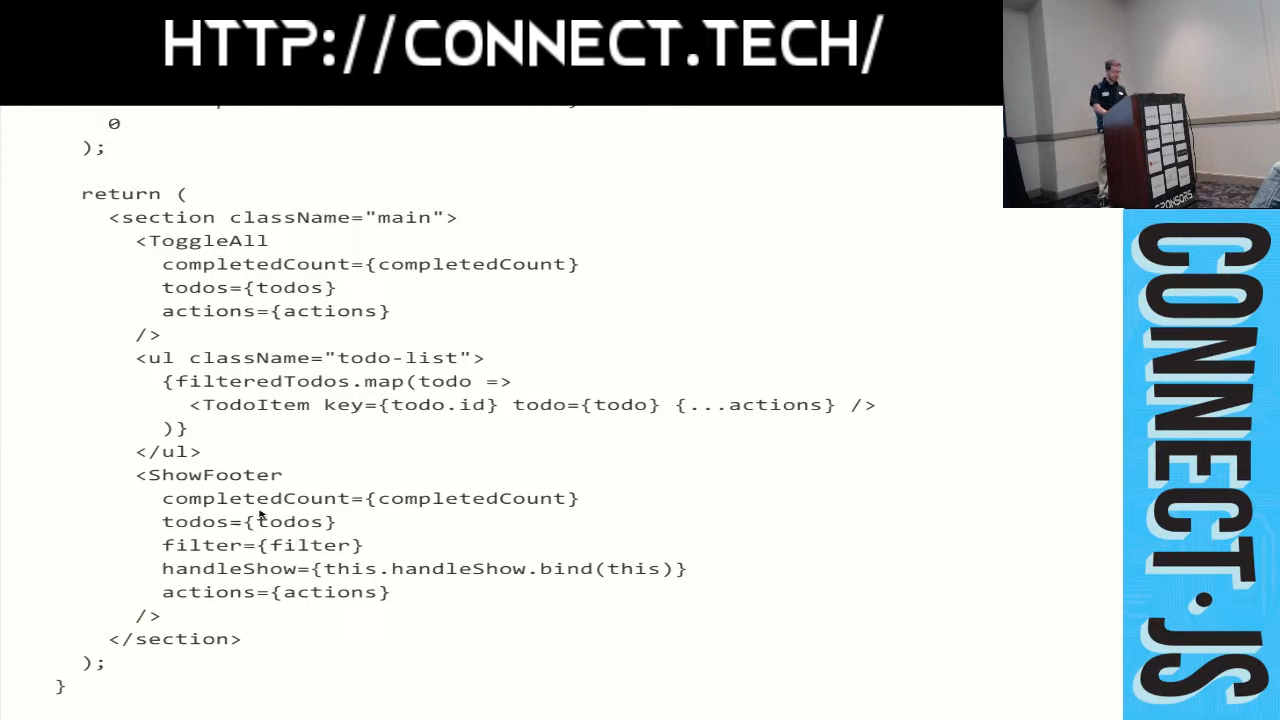 HTTP://CONNECT.TECH/
0
);
return (
<section className="main">
<ToggleAll
completedCount={completedCount}
todos={todos}
actions={actions}
/>
<ul className="todo-list">
{filteredTodos.map(todo =>
<TodoItem key={todo.id} todo={todo} {...actions} />
)}
</ul>
<ShowFooter
completedCount={completedCount}
todos={todos}
filter={filter}
handleShow={this.handleShow.bind(this)}
actions={actions}
/>
</section>
);
}
SPONSORS
CONNECT.JS